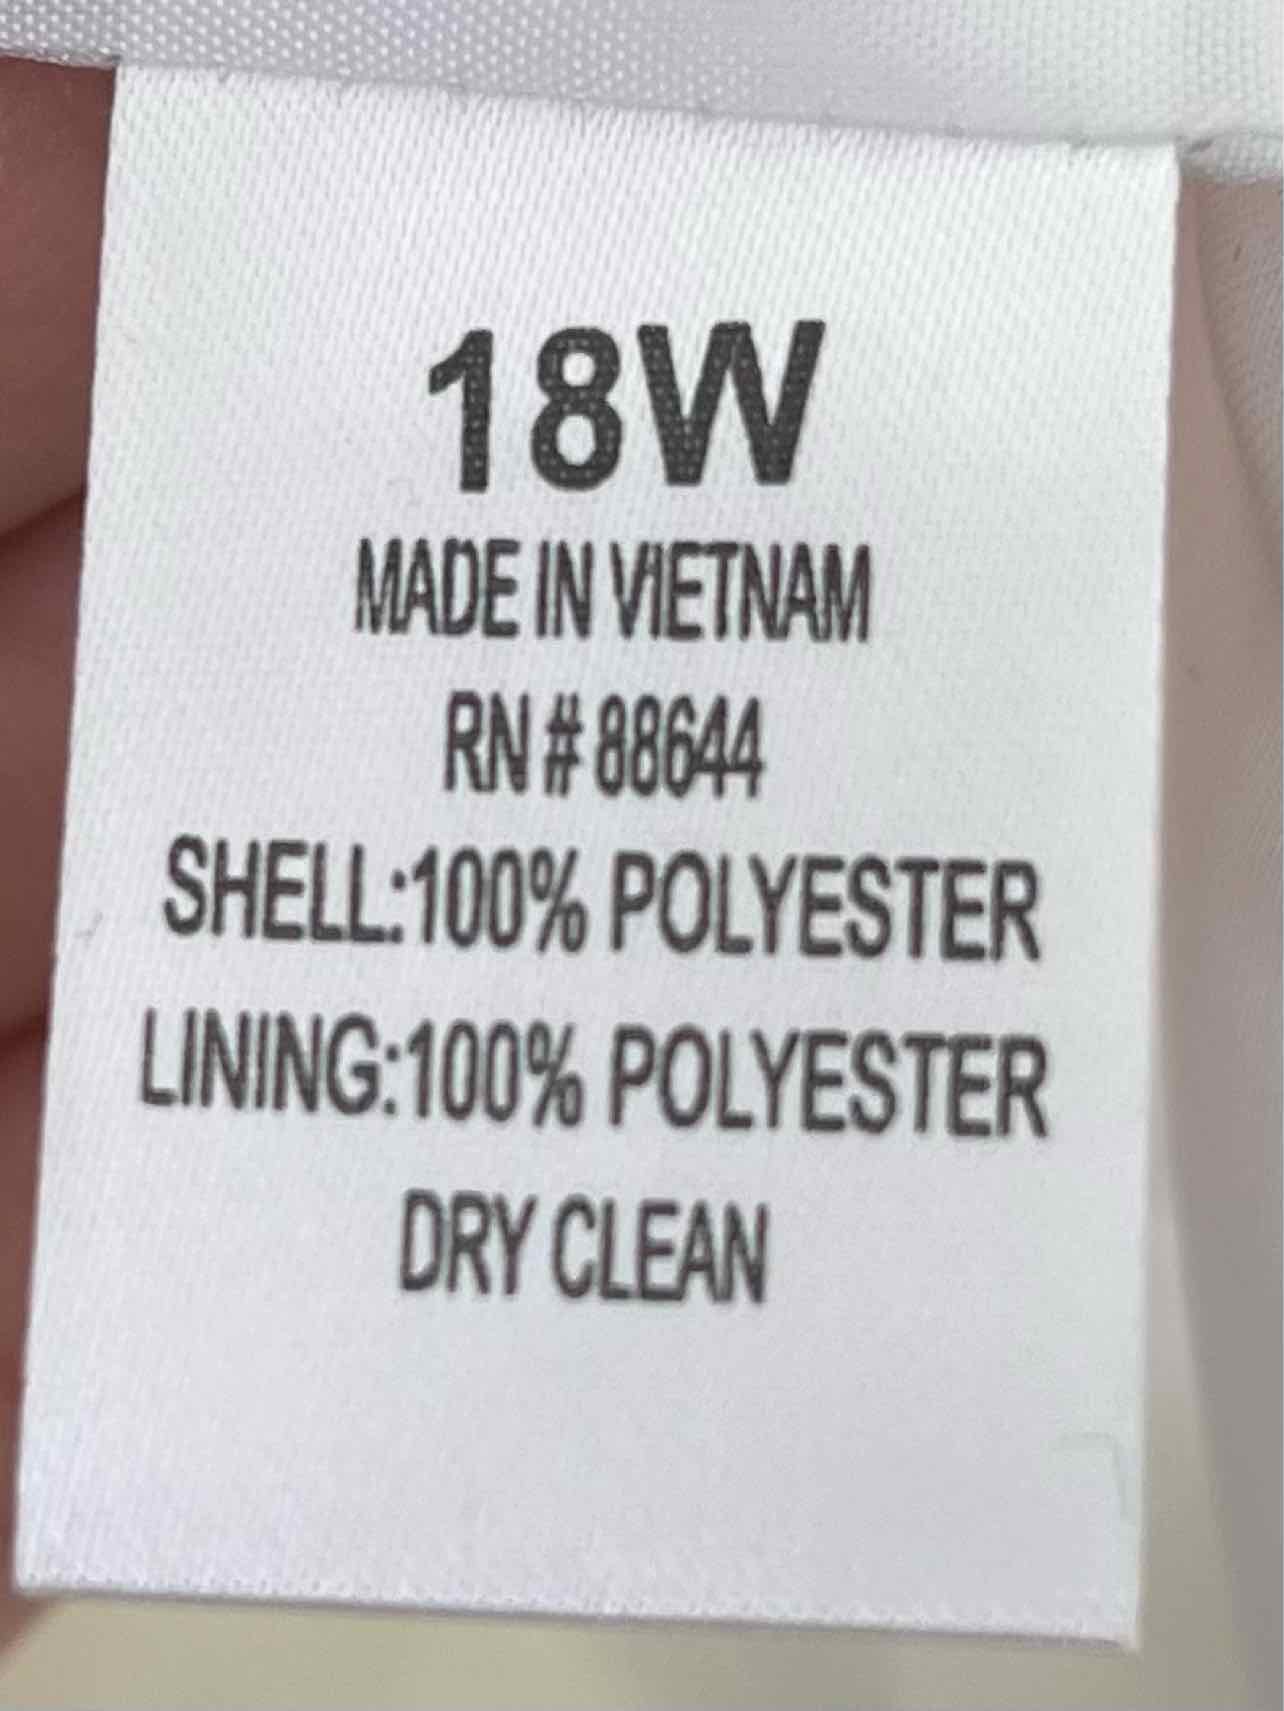 18W
MADE IN VIETNAM
RN # 88644
SHELL:100% POLYESTER
LINING:100% POLYESTER
DRY CLEAN